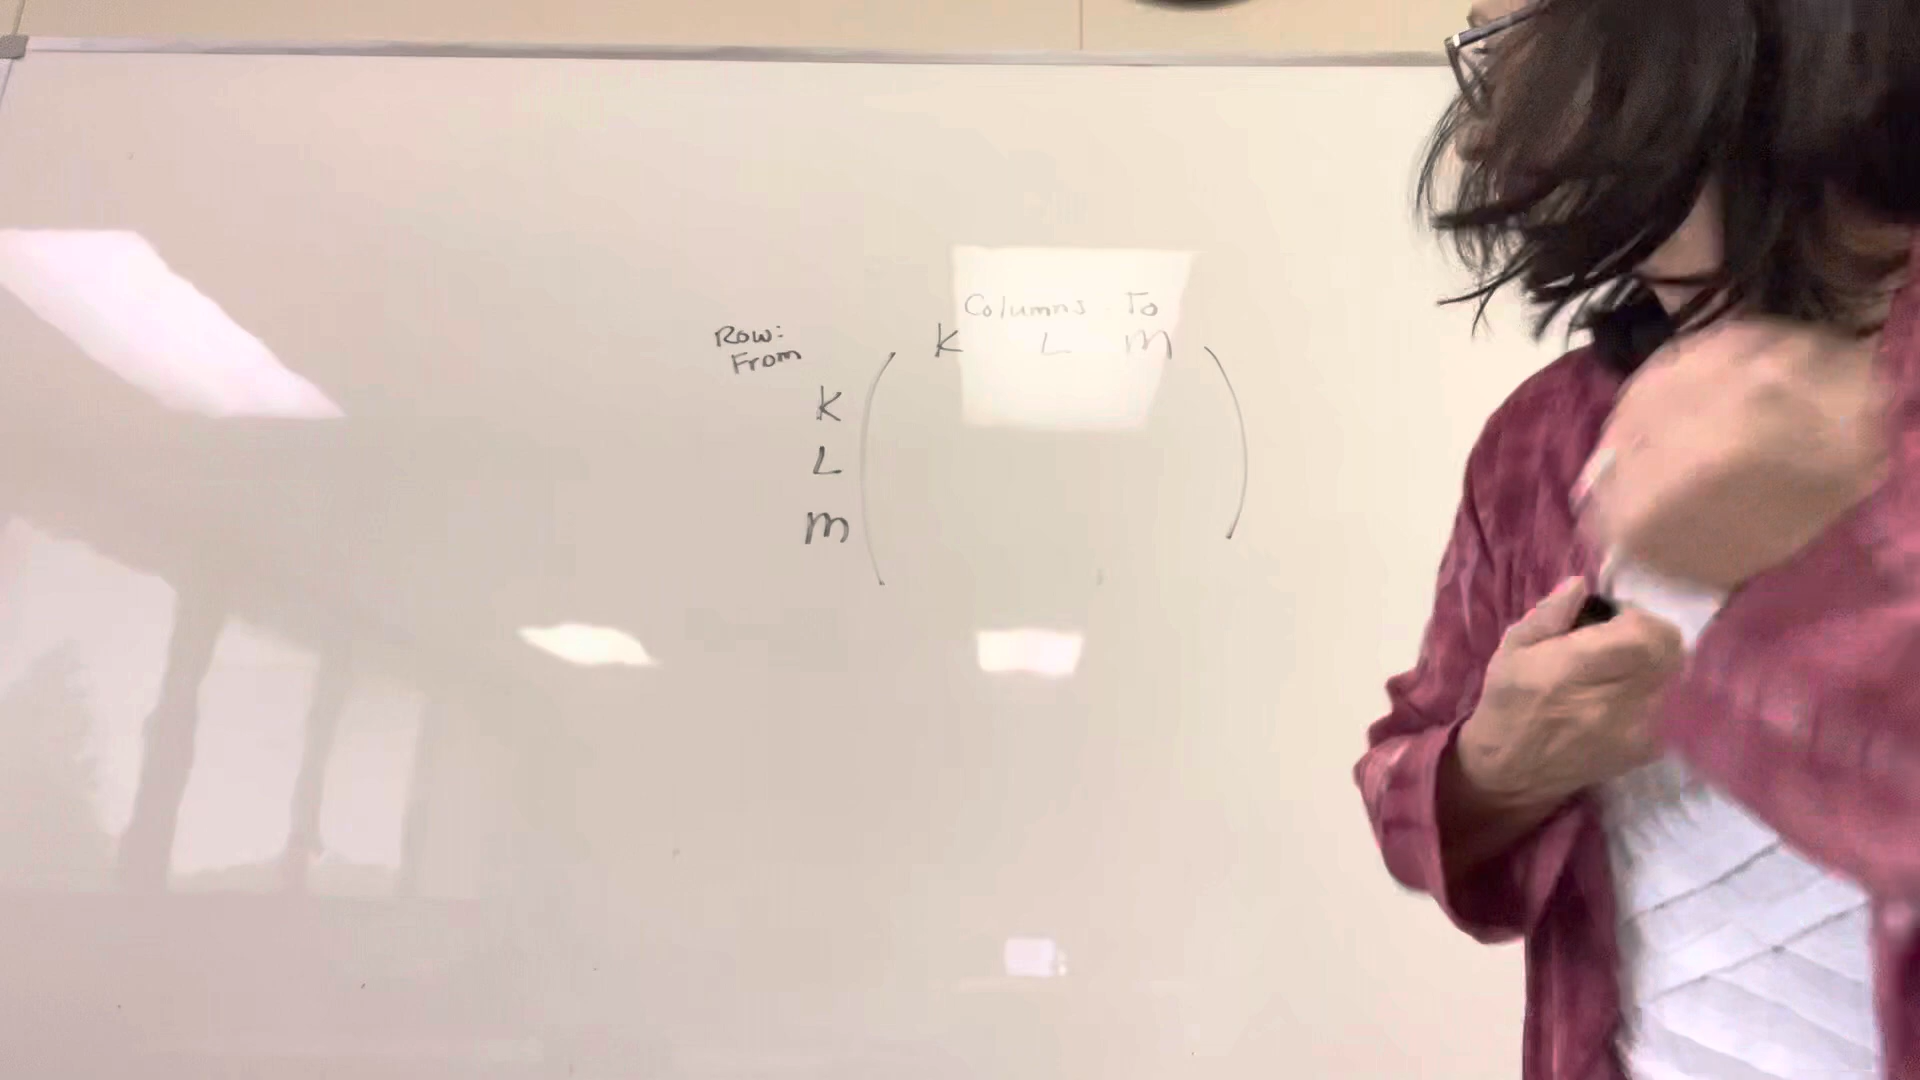 Columns To
Row:
From
K L M
K
L
M